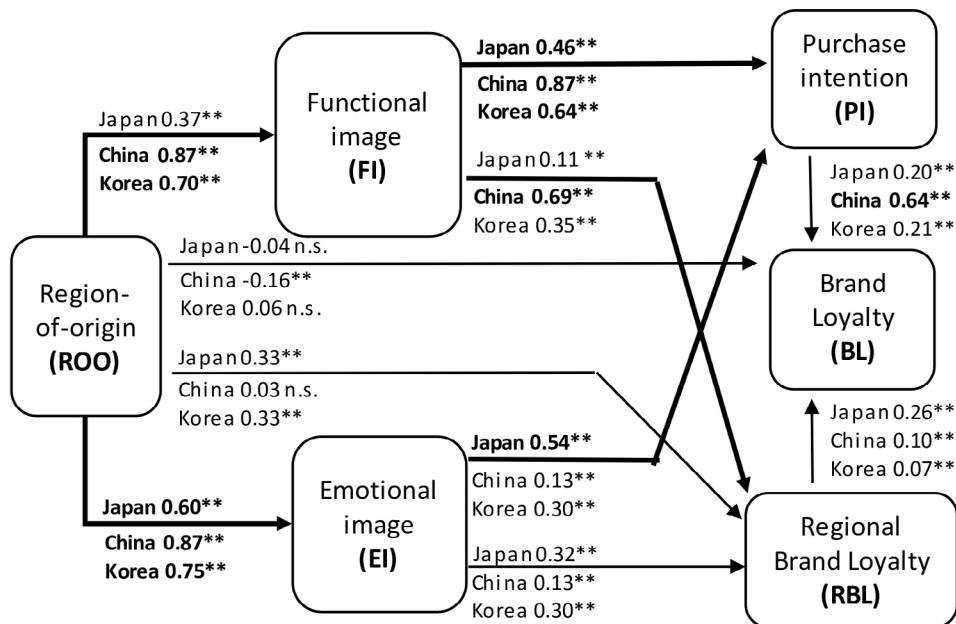 Japan 0.46**
China 0.87**
Korea 0.64**
Purchase
intention
(PI)
Functional
image
(FI)
Japan 0.37**
China 0.87**
Korea 0.70**
Japan 0.11 **
China 0.69**
Korea 0.35**
Japan 0.20**
China 0.64**
Korea 0.21**
Japan -0.04 n.s.
China -0.16**
Korea 0.06 n.s.
Region-
of-origin
(ROO)
Brand
Loyalty
(BL)
Japan 0.33**
China 0.03 n.s.
Korea 0.33**
Japan 0.26**
China 0.10**
Korea 0.07**
Japan 0.54**
China 0.13**
Korea 0.30**
Emotional
image
(EI)
Japan 0.60**
China 0.87**
Korea 0.75**
Japan 0.32**
China 0.13**
Korea 0.30**
Regional
Brand Loyalty
(RBL)